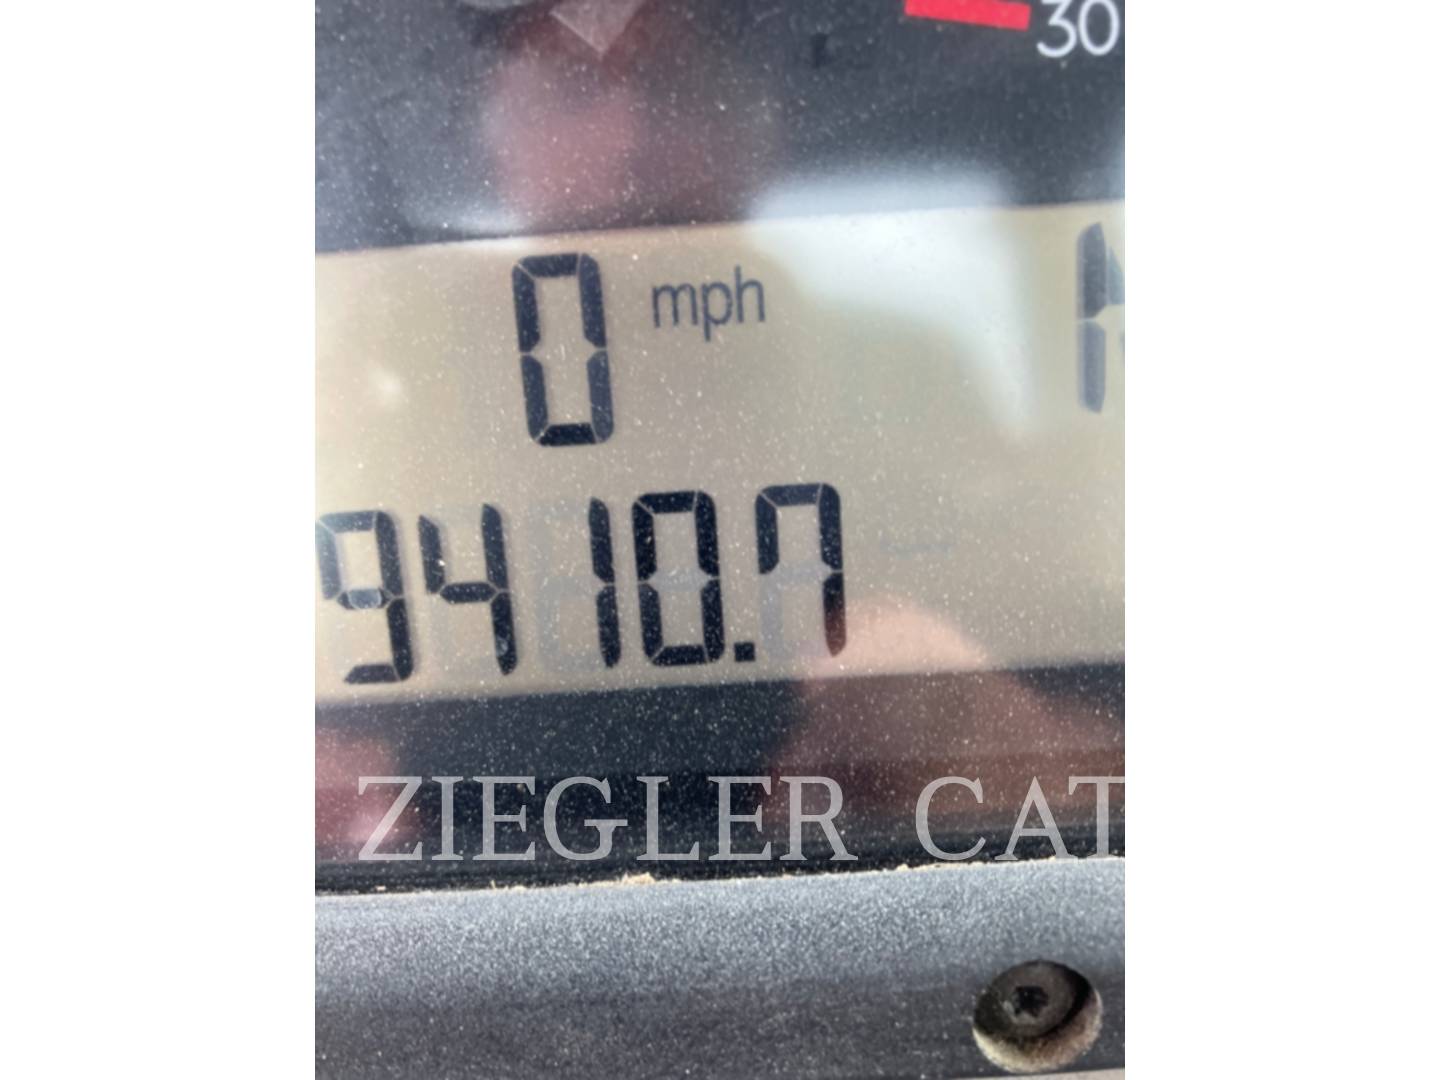 30
0 mph N
9410.7
ZIEGLER CAT